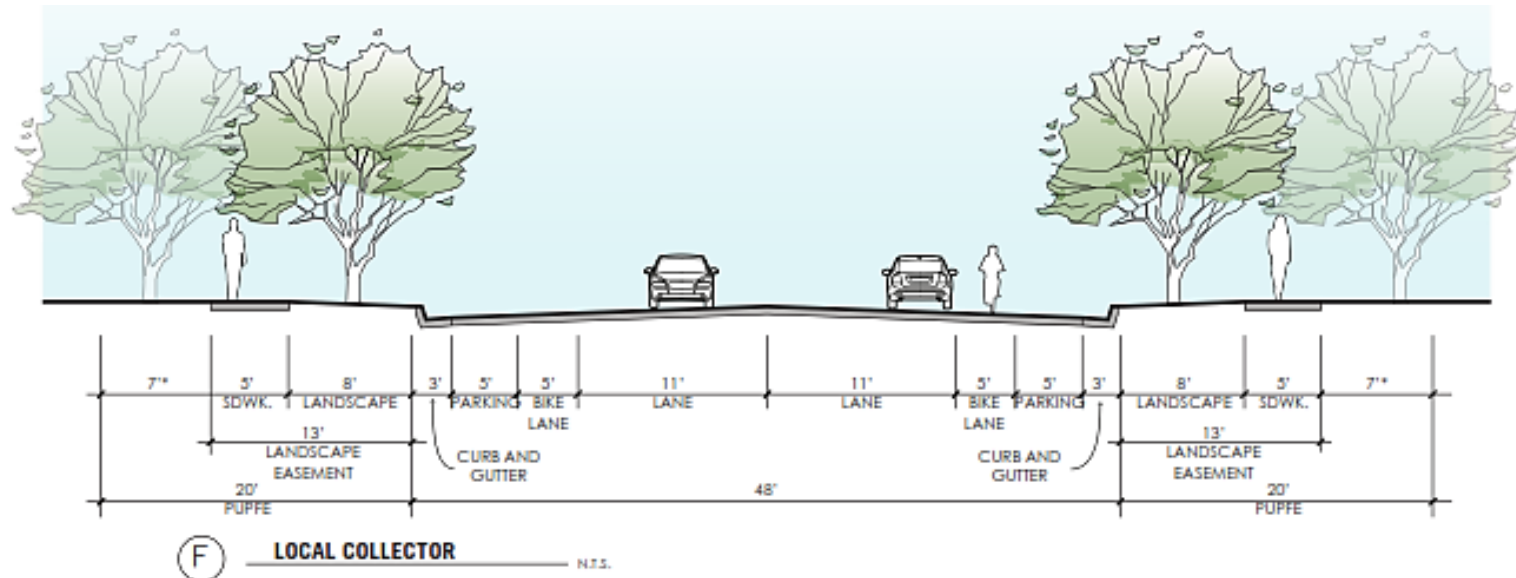 7'* 5' 8' 3' 5' 5' 11' 11' 5' 5' 3' 8' 5' 7'*
SDWK. LANDSCAPE PARKING BIKE LANE LANE BIKE PARKING LANDSCAPE SDWK.
LANE LANE
13' 13'
LANDSCAPE CURB AND CURB AND LANDSCAPE
EASEMENT GUTTER GUTTER EASEMENT
20' 48' 20'
PUPFE PUPFE
F LOCAL COLLECTOR N.T.S.